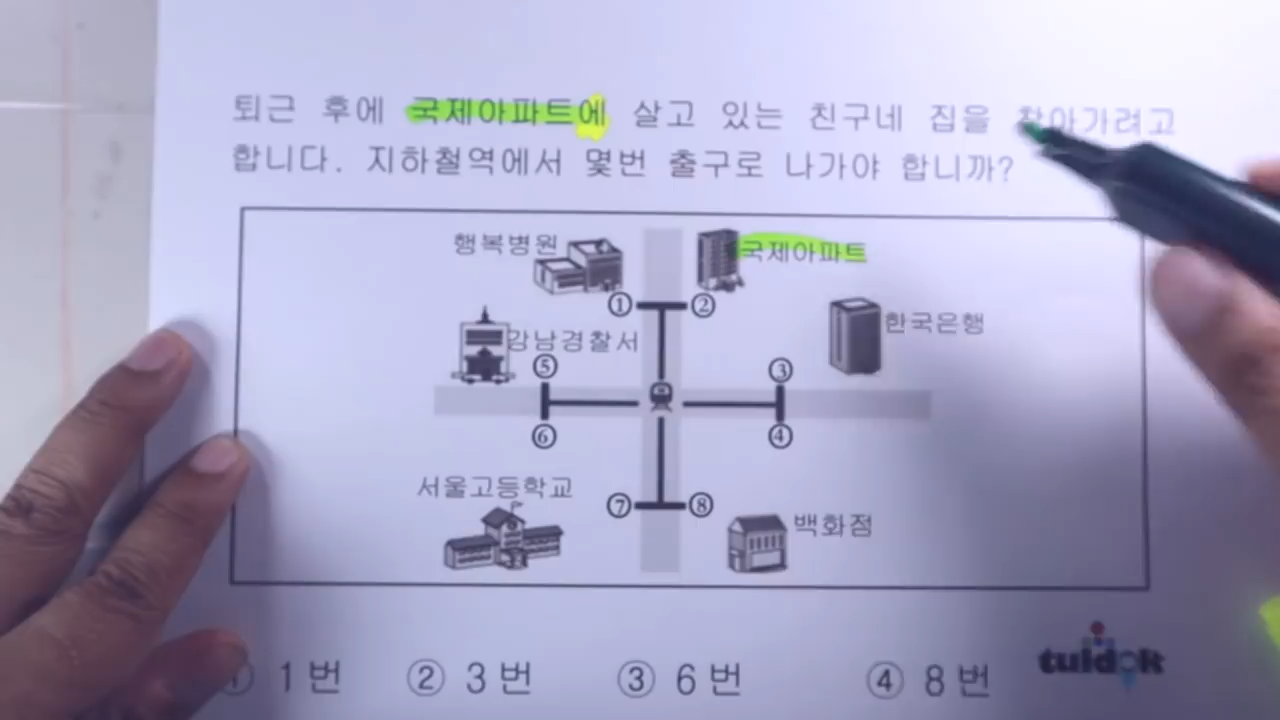 퇴근 후에 국제아파트에 살고 있는 친구네 집을 찾아가려고
합니다. 지하철역에서 몇번 출구로 나가야 합니까?
행복병원
국제아파트
① ②
한국은행
강남경찰서
⑤ ③
⑥ ④
서울고등학교
⑦ ⑧
백화점
① 1번 ② 3번 ③ 6번 ④ 8번
tuldok